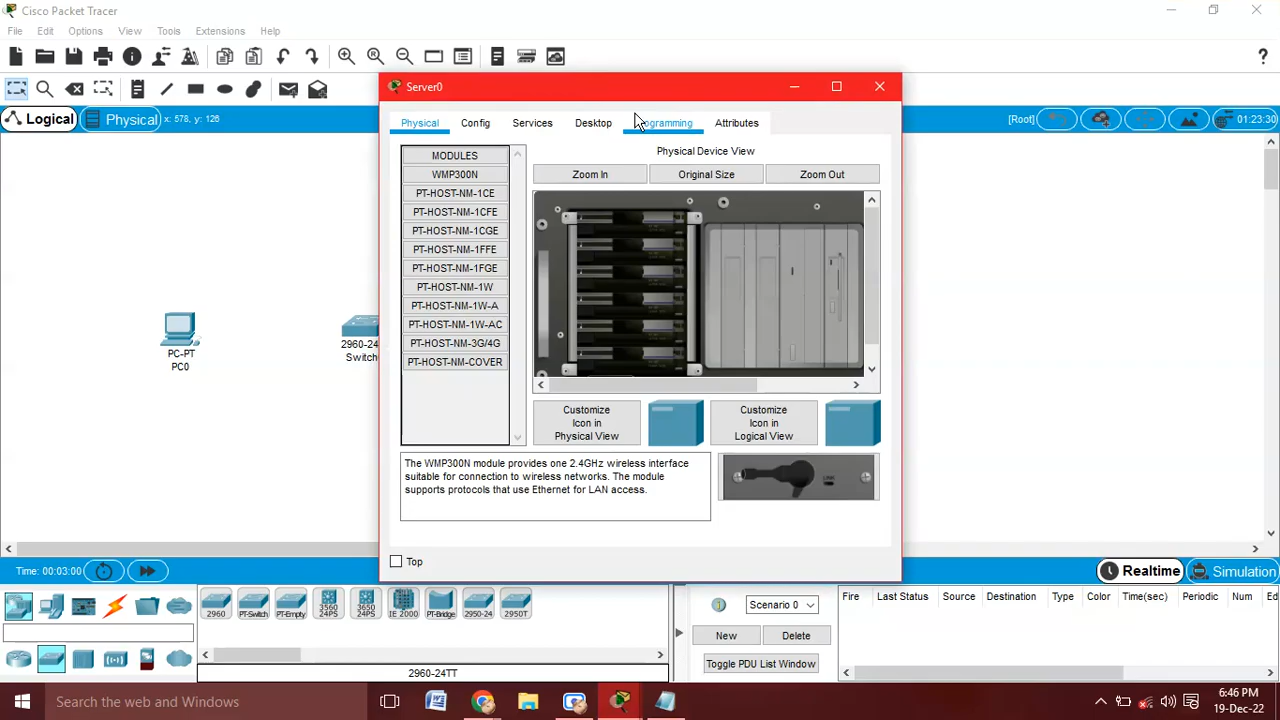 Cisco Packet Tracer
File Edit Options View Tools Extensions Help
Server0
Logical Physical x: 578, y: 126 [Root] 01:23:30
Physical Config Services Desktop Programming Attributes
MODULES
WMP300N
PT-HOST-NM-1CE
PT-HOST-NM-1CFE
PT-HOST-NM-1CGE
PT-HOST-NM-1FFE
PT-HOST-NM-1FGE
PT-HOST-NM-1W
PT-HOST-NM-1W-A
PT-HOST-NM-1W-AC
PT-HOST-NM-3G/4G
PT-HOST-NM-COVER
Physical Device View
Zoom In Original Size Zoom Out
Customize
Icon in
Physical View
Customize
Icon in
Logical View
The WMP300N module provides one 2.4GHz wireless interface
suitable for connection to wireless networks. The module
supports protocols that use Ethernet for LAN access.
LINK
Top
PC-PT
PC0
2960-24
Switch
Time: 00:03:00 Realtime Simulation
2960 PT-Switch PT-Empty 3560 24PS 3650 24PS IE 2000 PT-Bridge 2950-24 2950T
2960-24TT
Scenario 0
New Delete
Toggle PDU List Window
Fire Last Status Source Destination Type Color Time(sec) Periodic Num Ed
Search the web and Windows
6:46 PM
19-Dec-22